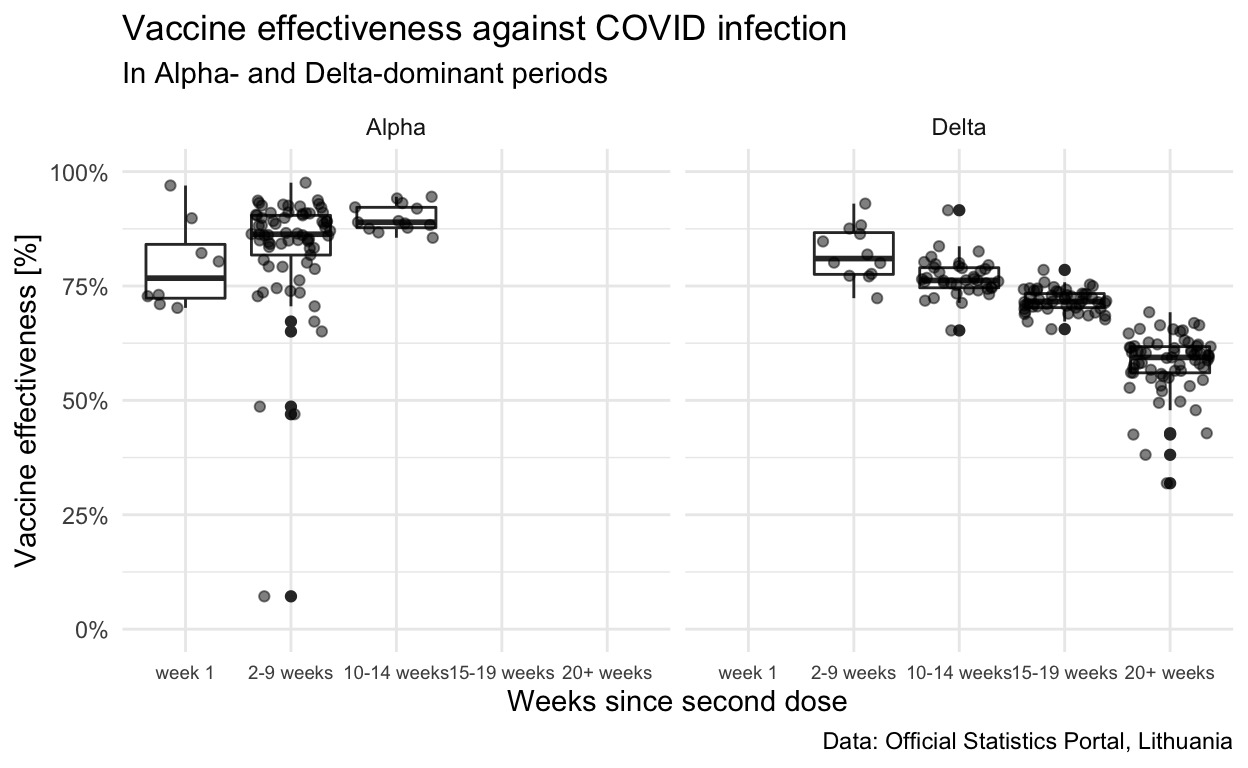 Vaccine effectiveness against COVID infection
In Alpha- and Delta-dominant periods
Alpha
Delta
Vaccine effectiveness [%]
100%
75%
50%
25%
0%
week 1 2-9 weeks 10-14 weeks 15-19 weeks 20+ weeks
week 1 2-9 weeks 10-14 weeks 15-19 weeks 20+ weeks
Weeks since second dose
Data: Official Statistics Portal, Lithuania